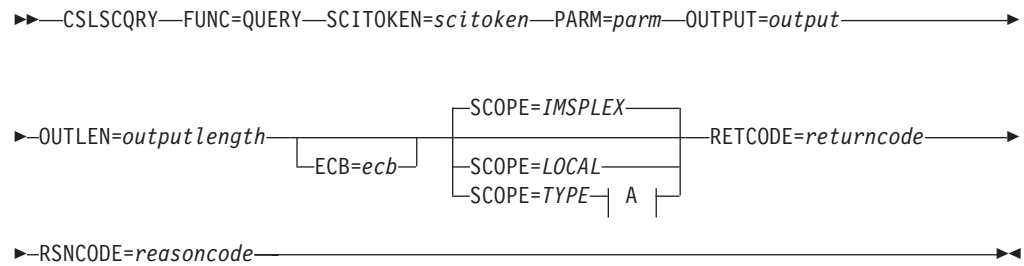 CSLSCQRY FUNC=QUERY SCITOKEN=scitoken PARM=parm OUTPUT=output
SCOPE=IMSPLEX
OUTLEN=outputlength RETCODE=returncode
ECB=ecb SCOPE=LOCAL
SCOPE=TYPE A
RSNCODE=reasoncode